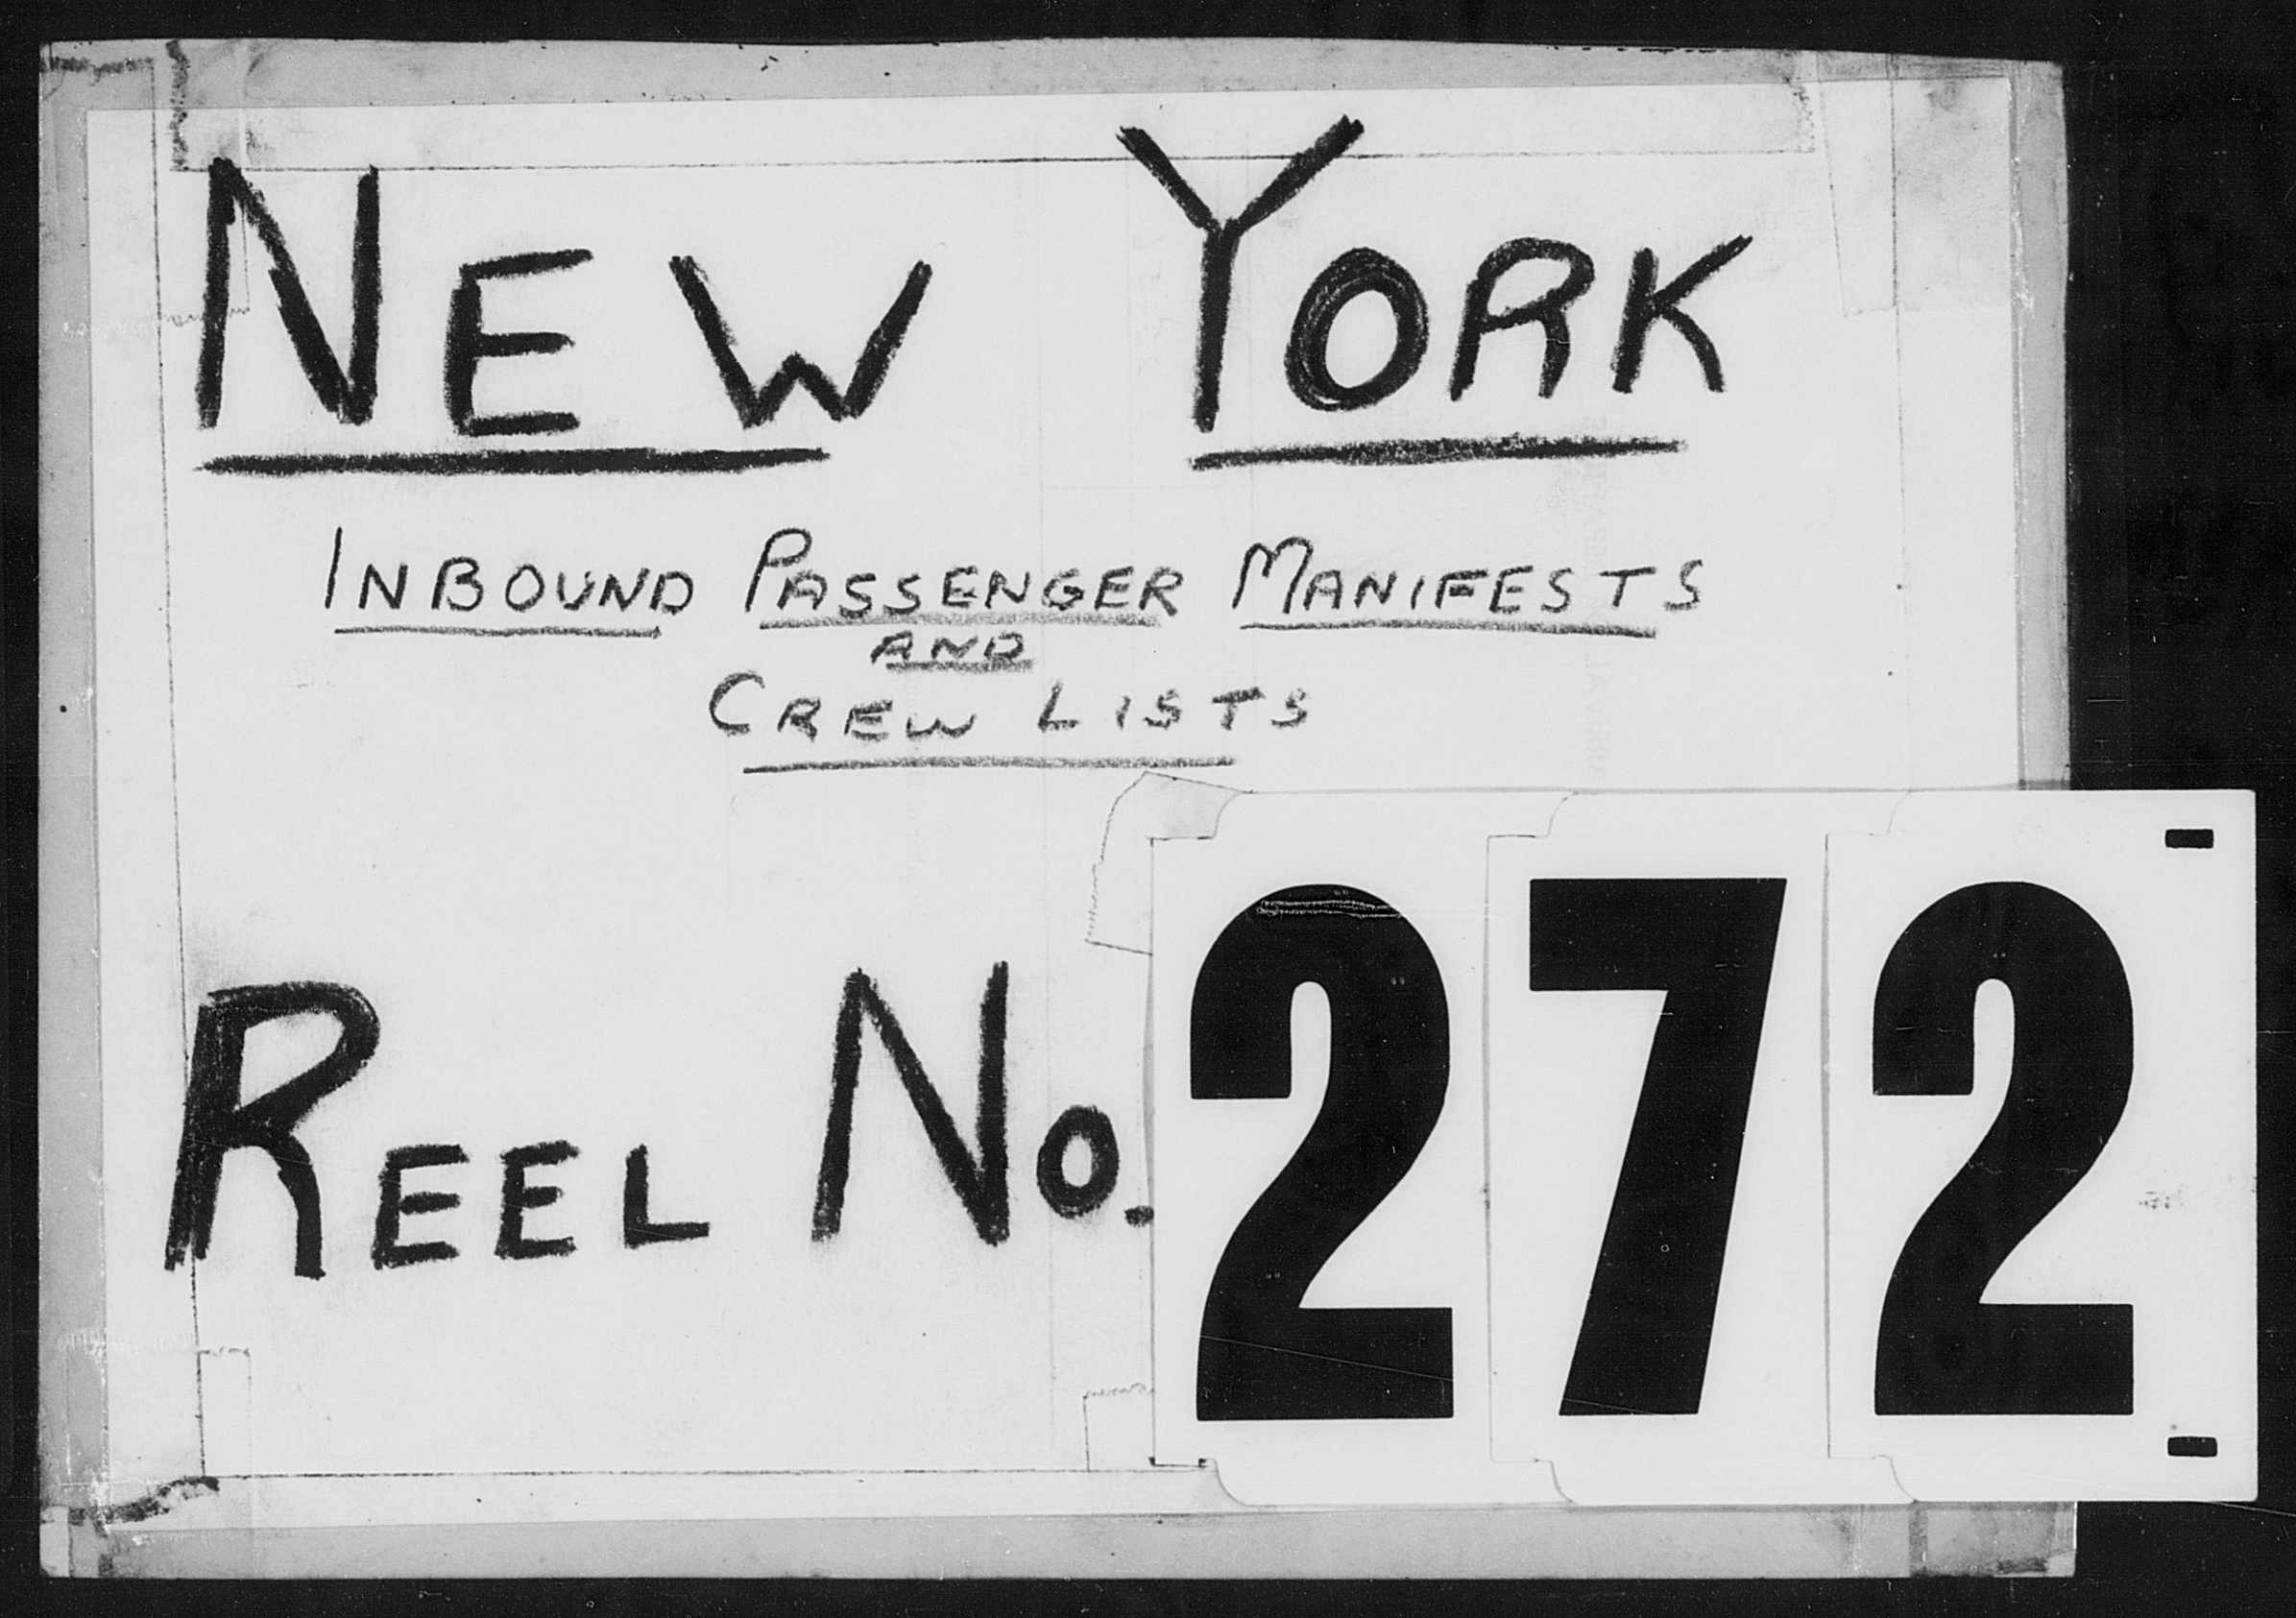 NEW YORK
INBOUND PASSENGER MANIFESTS
AND
CREW LISTS
REEL No. 272